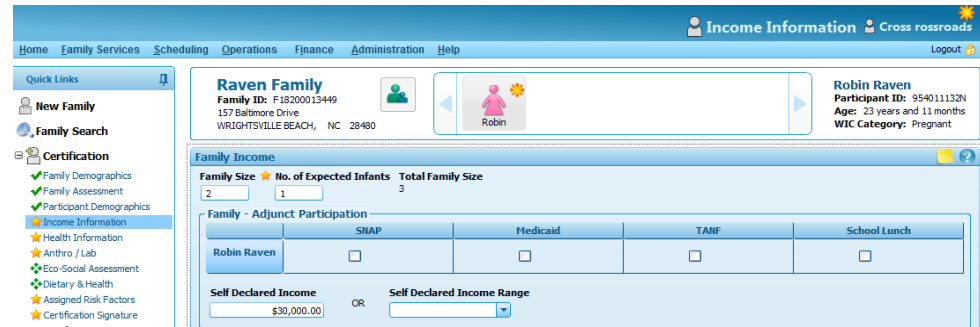 Income Information Cross rossroads
Home Family Services Scheduling Operations Finance Administration Help Logout
Quick Links
New Family
Family Search
Certification
Family Demographics
Family Assessment
Participant Demographics
Income Information
Health Information
Anthro / Lab
Eco-Social Assessment
Dietary & Health
Assigned Risk Factors
Certification Signature
Raven Family
Family ID: F18200013449
157 Baltimore Drive
WRIGHTSVILLE BEACH, NC 28480
Robin
Robin Raven
Participant ID: 954011132N
Age: 23 years and 11 months
WIC Category: Pregnant
Family Income
Family Size No. of Expected Infants Total Family Size
2 1 3
Family - Adjunct Participation
SNAP Medicaid TANF School Lunch
Robin Raven
Self Declared Income OR Self Declared Income Range
$30,000.00